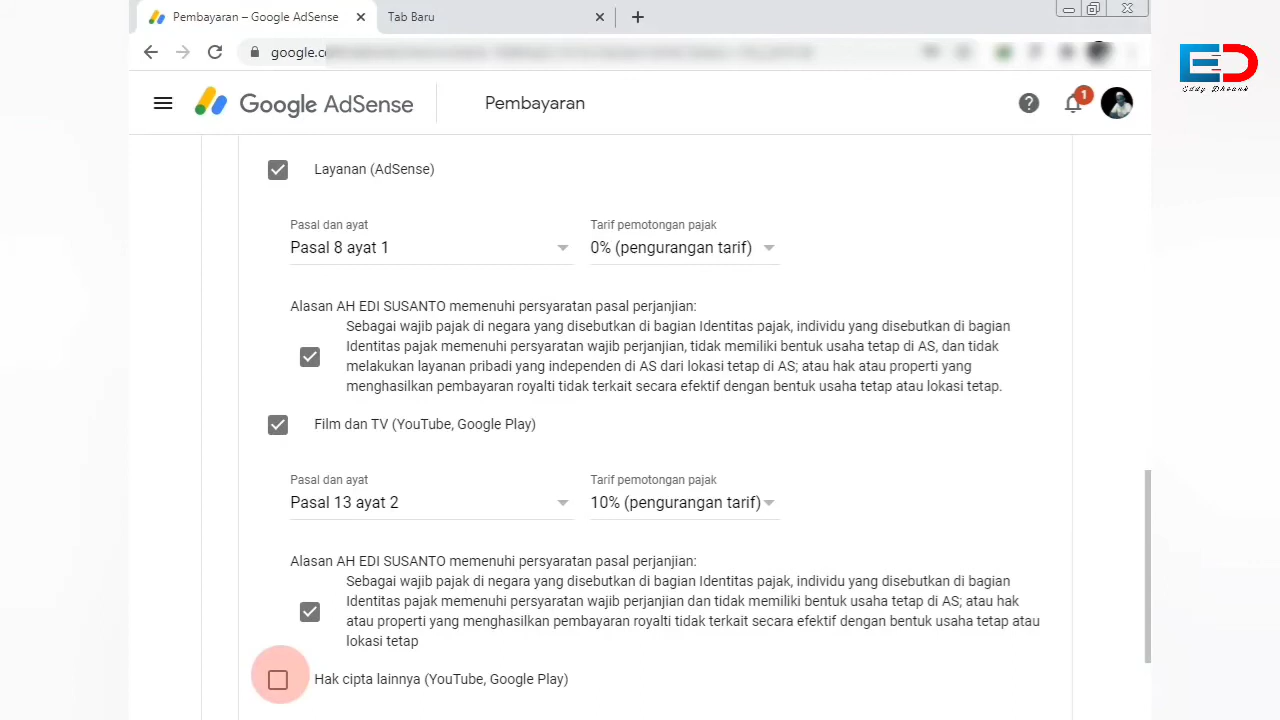 Pembayaran – Google AdSense
Tab Baru
google.c
ED
Eddy Dhoank
Google AdSense
Pembayaran
1
Layanan (AdSense)
Pasal dan ayat
Tarif pemotongan pajak
Pasal 8 ayat 1
0% (pengurangan tarif)
Alasan AH EDI SUSANTO memenuhi persyaratan pasal perjanjian:
Sebagai wajib pajak di negara yang disebutkan di bagian Identitas pajak, individu yang disebutkan di bagian
Identitas pajak memenuhi persyaratan wajib perjanjian, tidak memiliki bentuk usaha tetap di AS, dan tidak
melakukan layanan pribadi yang independen di AS dari lokasi tetap di AS; atau hak atau properti yang
menghasilkan pembayaran royalti tidak terkait secara efektif dengan bentuk usaha tetap atau lokasi tetap.
Film dan TV (YouTube, Google Play)
Pasal dan ayat
Tarif pemotongan pajak
Pasal 13 ayat 2
10% (pengurangan tarif)
Alasan AH EDI SUSANTO memenuhi persyaratan pasal perjanjian:
Sebagai wajib pajak di negara yang disebutkan di bagian Identitas pajak, individu yang disebutkan di bagian
Identitas pajak memenuhi persyaratan wajib perjanjian dan tidak memiliki bentuk usaha tetap di AS; atau hak
atau properti yang menghasilkan pembayaran royalti tidak terkait secara efektif dengan bentuk usaha tetap atau
lokasi tetap
Hak cipta lainnya (YouTube, Google Play)